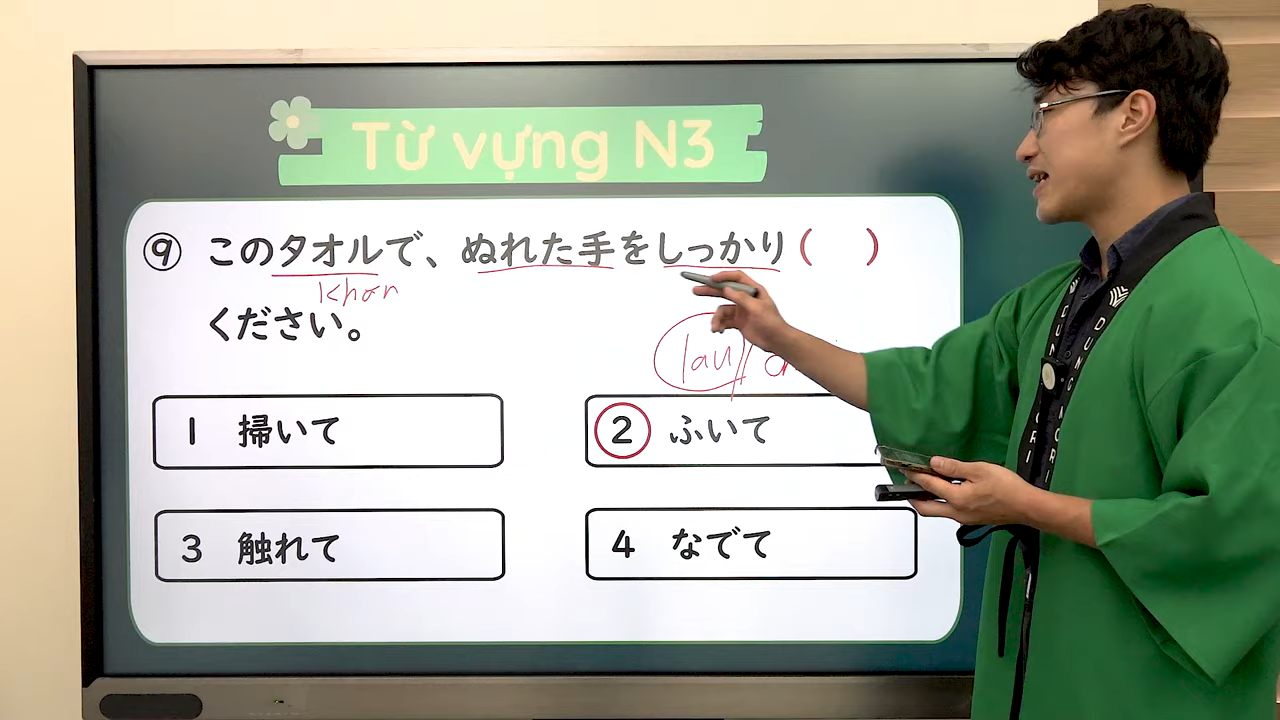 Từ vựng N3
⑨ このタオルで、ぬれた手をしっかり( )
khăn
ください。
lau
1 掃いて
2 ふいて
3 触れて
4 なでて
DUNGMORI